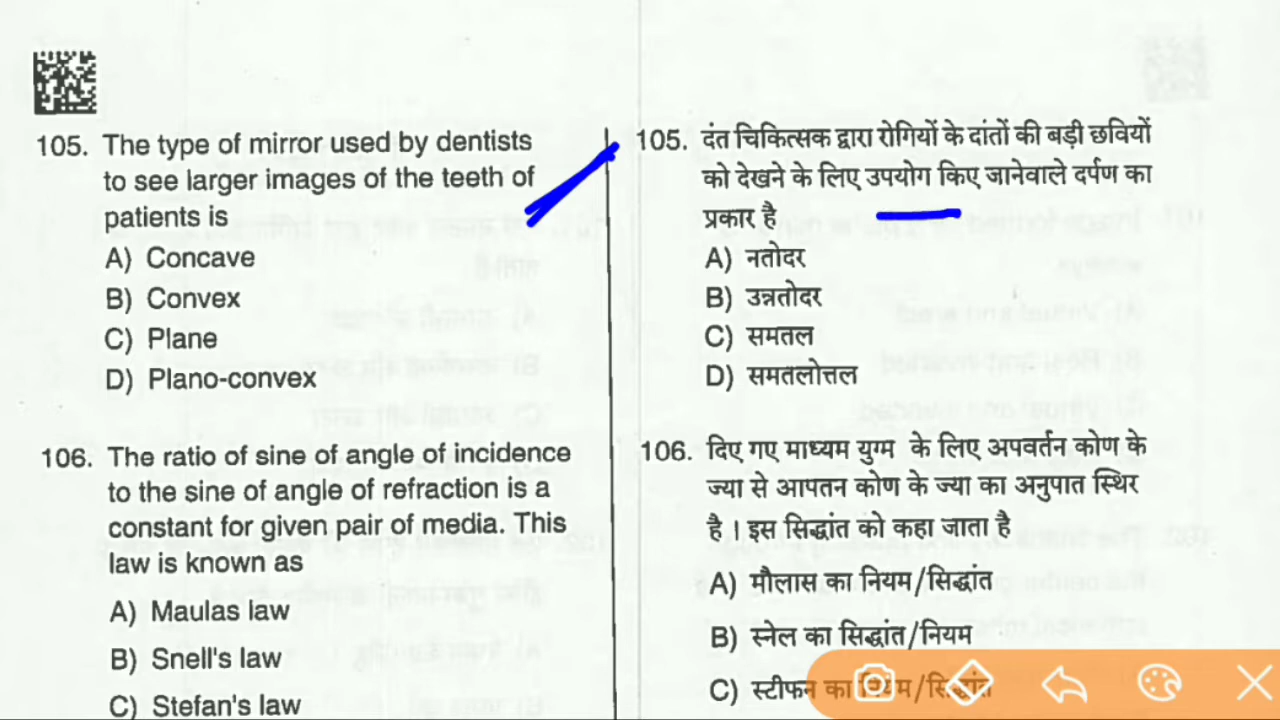 105. The type of mirror used by dentists
to see larger images of the teeth of
patients is
A) Concave
B) Convex
C) Plane
D) Plano-convex
106. The ratio of sine of angle of incidence
to the sine of angle of refraction is a
constant for given pair of media. This
law is known as
A) Maulas law
B) Snell's law
C) Stefan's law
105. दंत चिकित्सक द्वारा रोगियों के दांतों की बड़ी छवियों
को देखने के लिए उपयोग किए जानेवाले दर्पण का
प्रकार है
A) नतोदर
B) उन्नतोदर
C) समतल
D) समतलोत्तल
106. दिए गए माध्यम युग्म के लिए अपवर्तन कोण के
ज्या से आपतन कोण के ज्या का अनुपात स्थिर
है । इस सिद्धांत को कहा जाता है
A) मौलास का नियम/सिद्धांत
B) स्नेल का सिद्धांत/नियम
C) स्टीफन का नियम/सिद्धांत